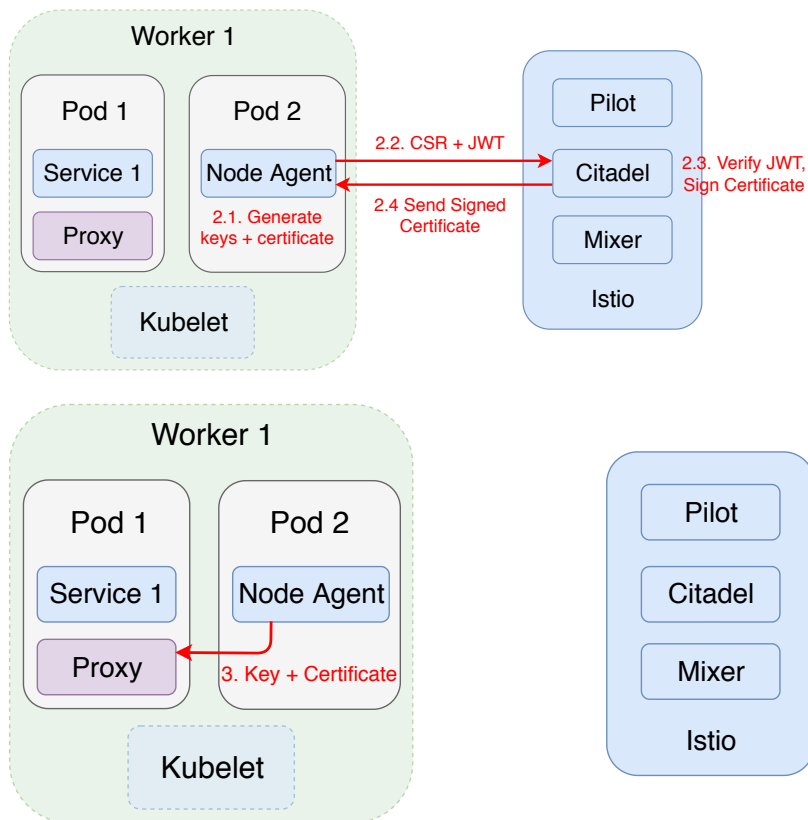 Worker 1
Pod 1
Pod 2
Service 1
Node Agent
Proxy
2.1. Generate
keys + certificate
Kubelet
2.2. CSR + JWT
2.4 Send Signed
Certificate
Pilot
Citadel
2.3. Verify JWT,
Sign Certificate
Mixer
Istio
Worker 1
Pod 1
Pod 2
Service 1
Node Agent
Proxy
3. Key + Certificate
Kubelet
Pilot
Citadel
Mixer
Istio